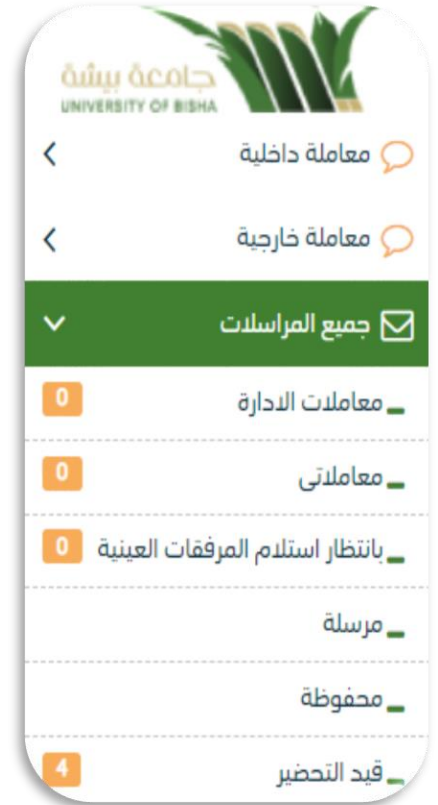 جامعة بيشة
UNIVERSITY OF BISHA
معاملة داخلية
معاملة خارجية
جميع المراسلات
معاملات الادارة 0
معاملاتى 0
بانتظار استلام المرفقات العينية 0
مرسلة
محفوظة
قيد التحضير 4